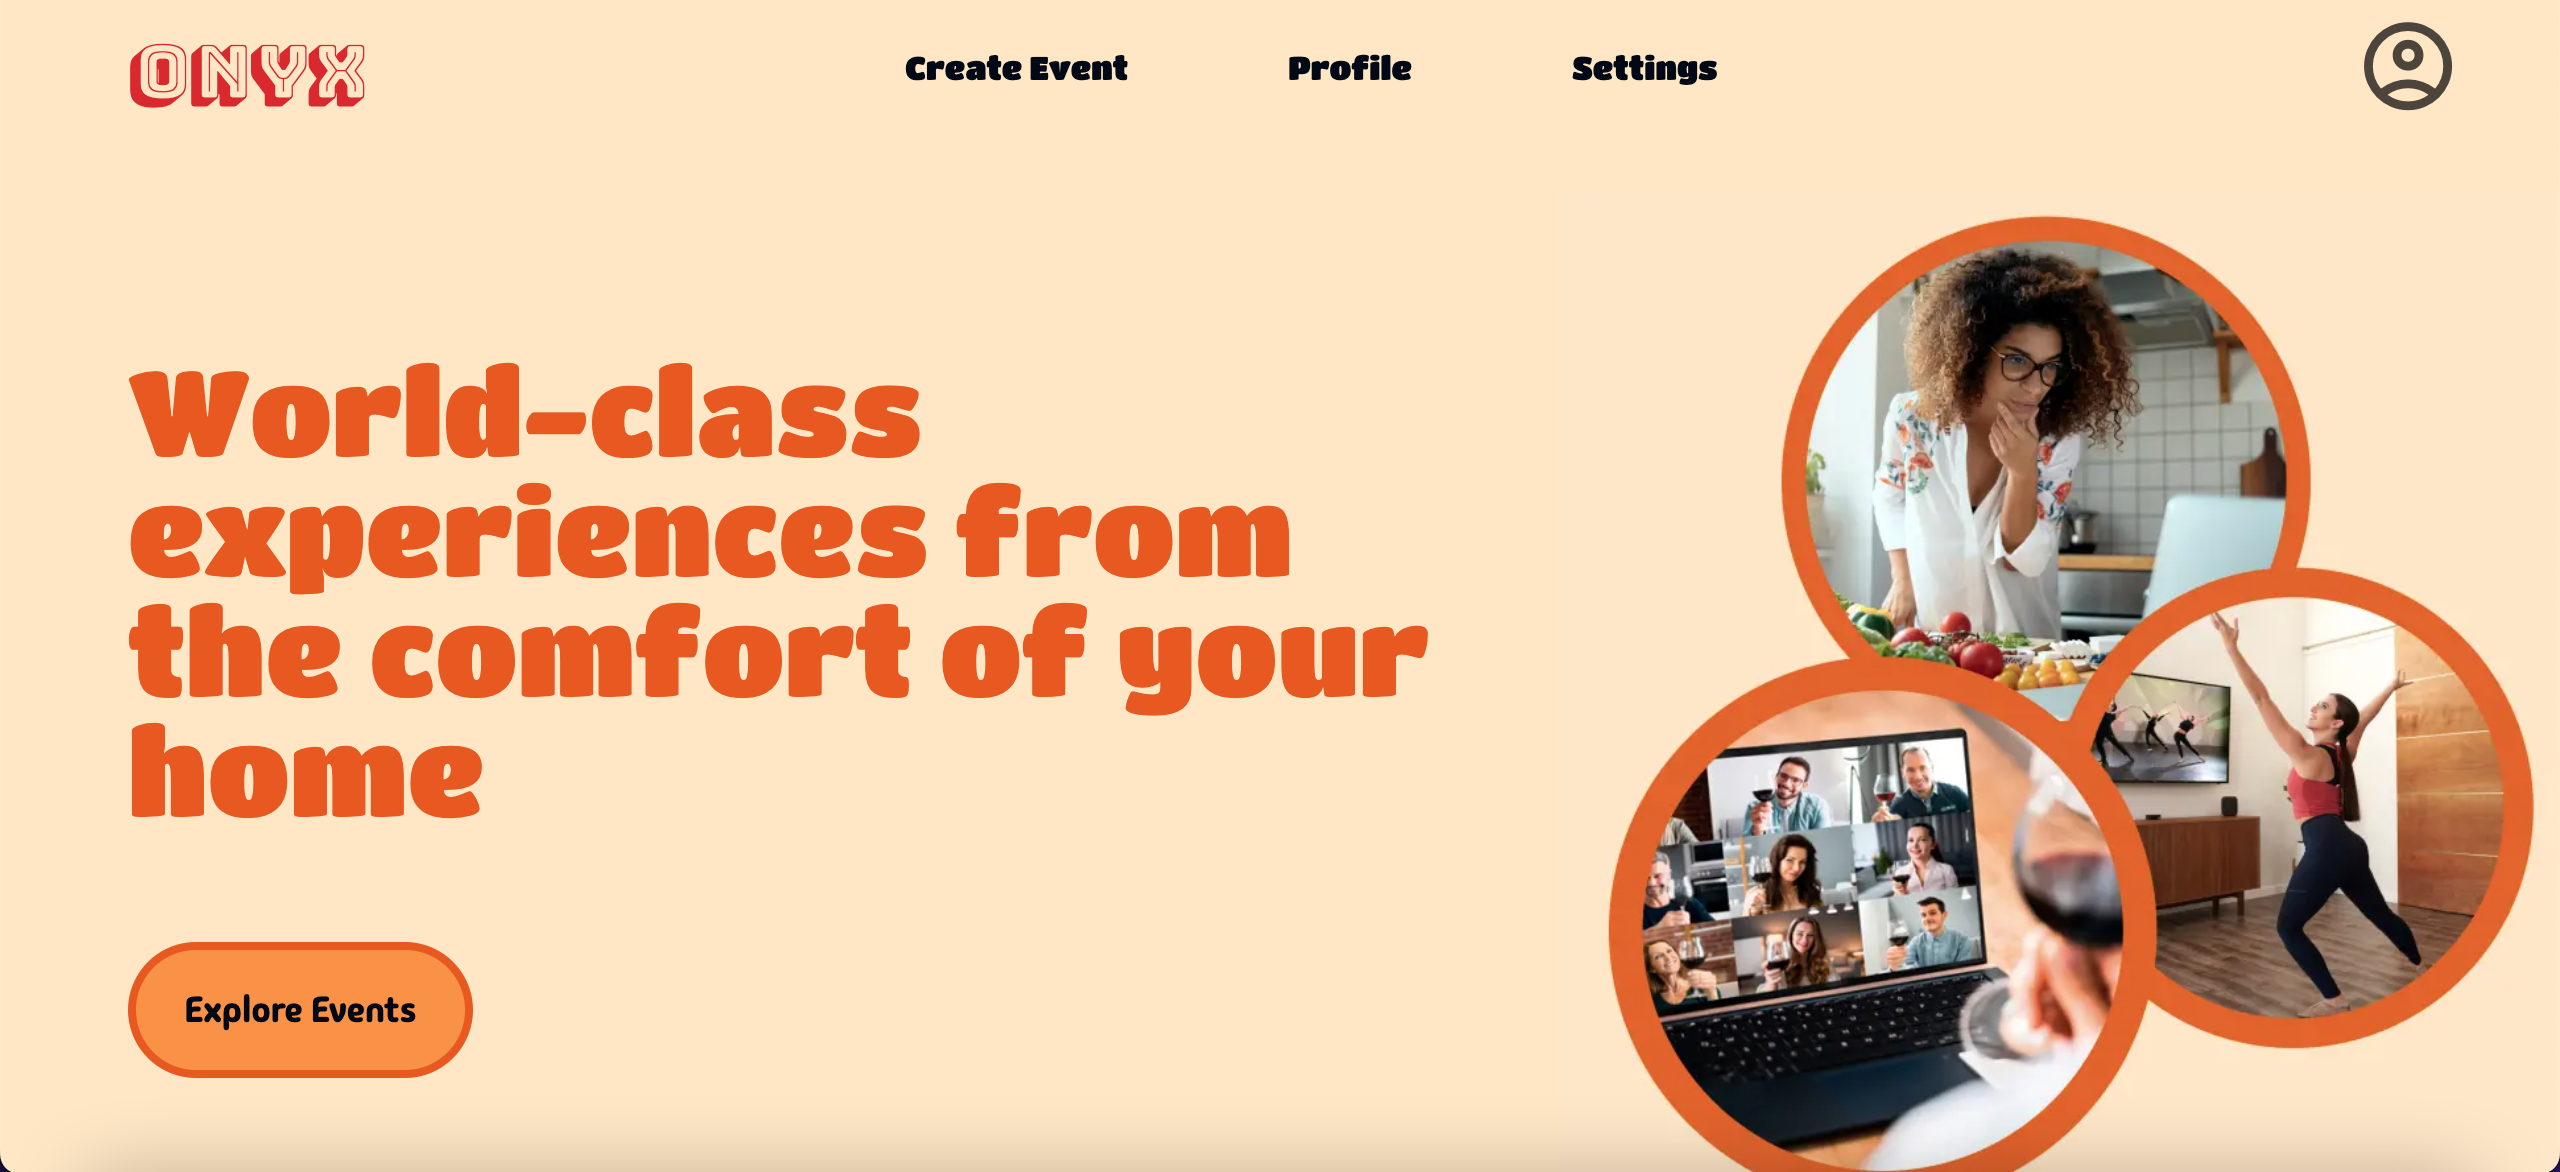 ONYX
Create Event
Profile
Settings
World-class
experiences from
the comfort of your
home
Explore Events